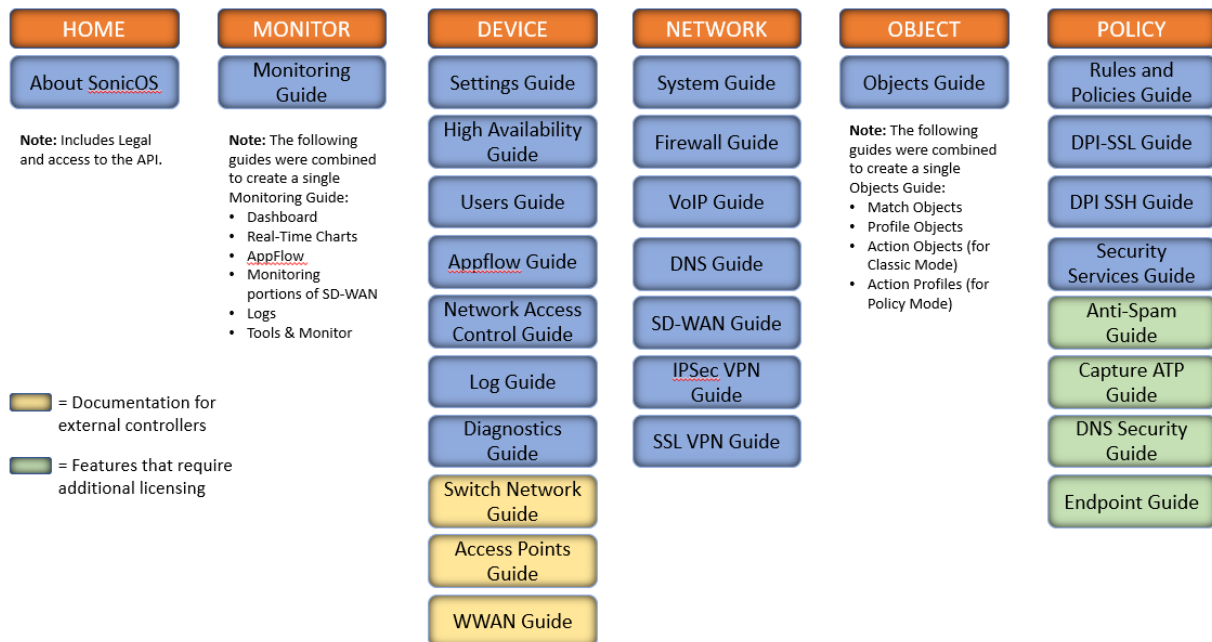 HOME
About SonicOS
Note: Includes Legal
and access to the API.
= Documentation for
external controllers
= Features that require
additional licensing
MONITOR
Monitoring
Guide
Note: The following
guides were combined
to create a single
Monitoring Guide:
• Dashboard
• Real-Time Charts
• AppFlow
• Monitoring
portions of SD-WAN
• Logs
• Tools & Monitor
DEVICE
Settings Guide
High Availability
Guide
Users Guide
Appflow Guide
Network Access
Control Guide
Log Guide
Diagnostics
Guide
Switch Network
Guide
Access Points
Guide
WWAN Guide
NETWORK
System Guide
Firewall Guide
VoIP Guide
DNS Guide
SD-WAN Guide
IPSec VPN
Guide
SSL VPN Guide
OBJECT
Objects Guide
Note: The following
guides were combined
to create a single
Objects Guide:
• Match Objects
• Profile Objects
• Action Objects (for
Classic Mode)
• Action Profiles (for
Policy Mode)
POLICY
Rules and
Policies Guide
DPI-SSL Guide
DPI SSH Guide
Security
Services Guide
Anti-Spam
Guide
Capture ATP
Guide
DNS Security
Guide
Endpoint Guide